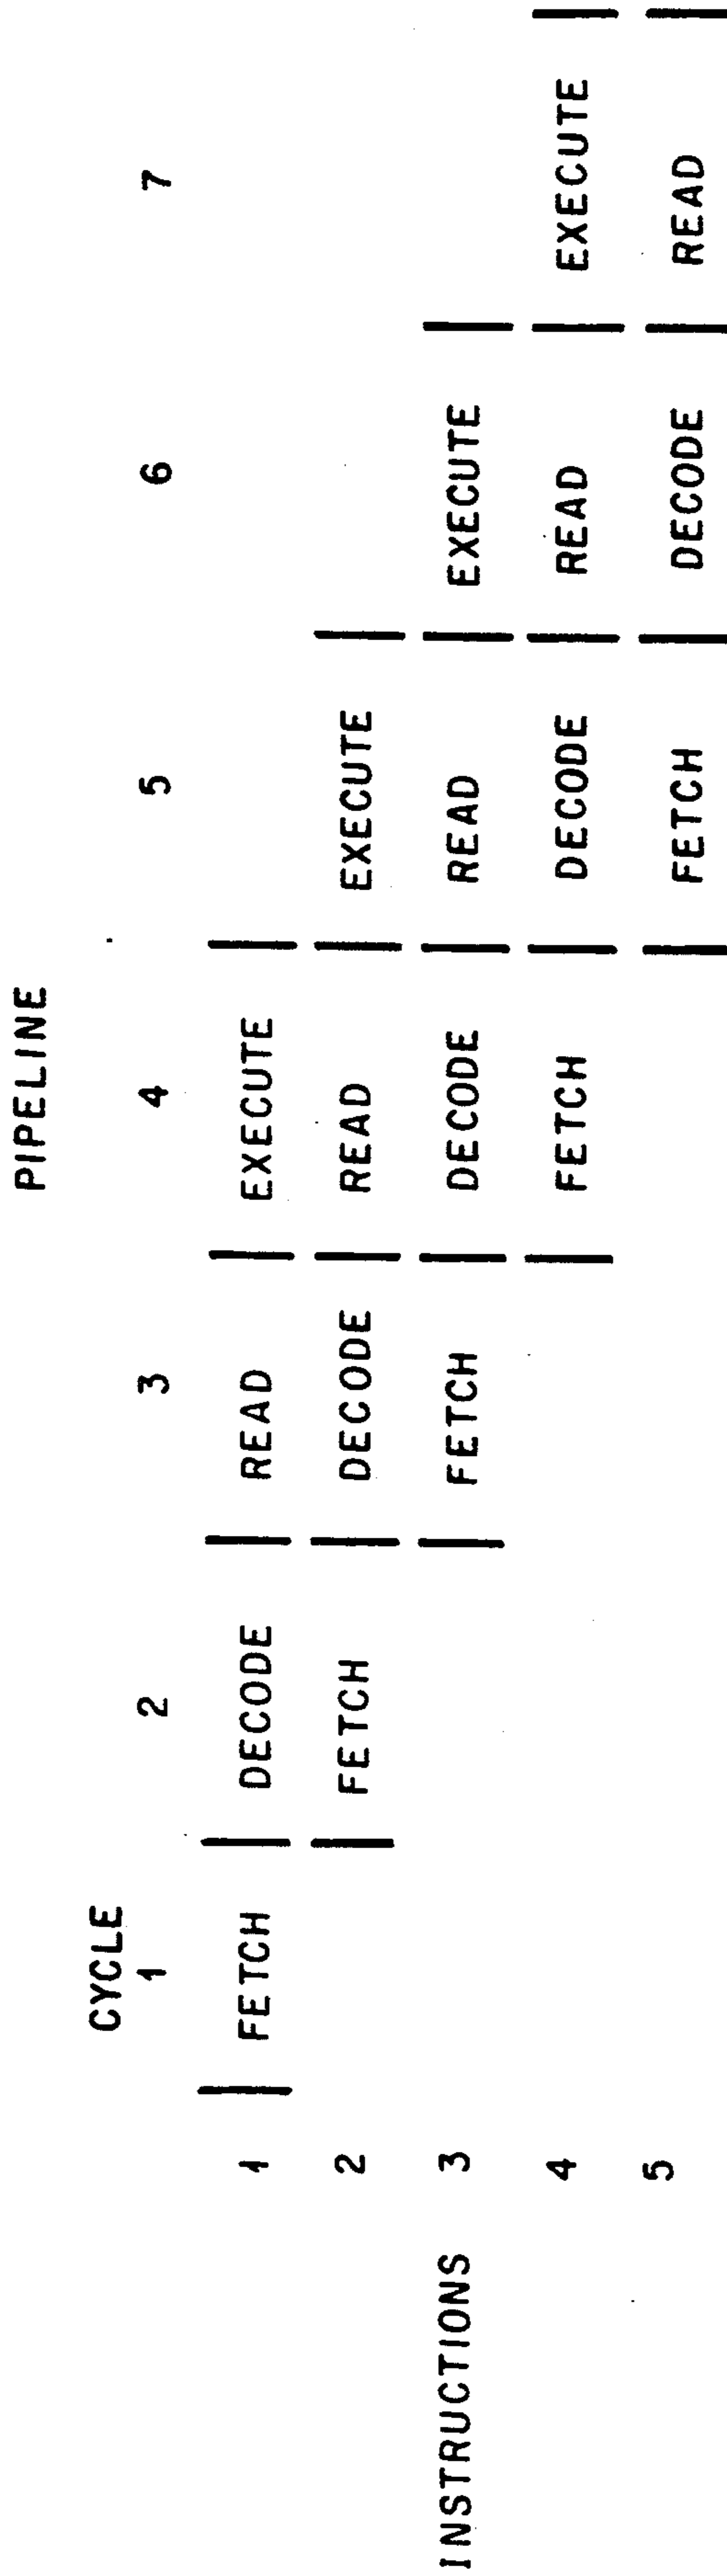 PIPELINE
CYCLE
1 2 3 4 5 6 7
1 FETCH DECODE READ EXECUTE
2 FETCH DECODE READ EXECUTE
INSTRUCTIONS 3 FETCH DECODE READ EXECUTE
4 FETCH DECODE READ EXECUTE
5 FETCH DECODE READ